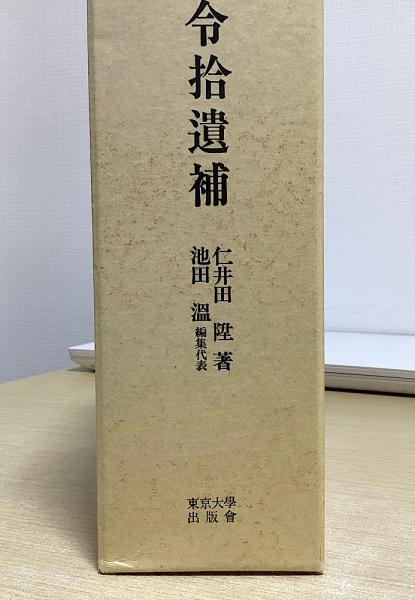 令拾遺補
仁井田 陞 著
池田 溫 編集代表
東京大學
出版會